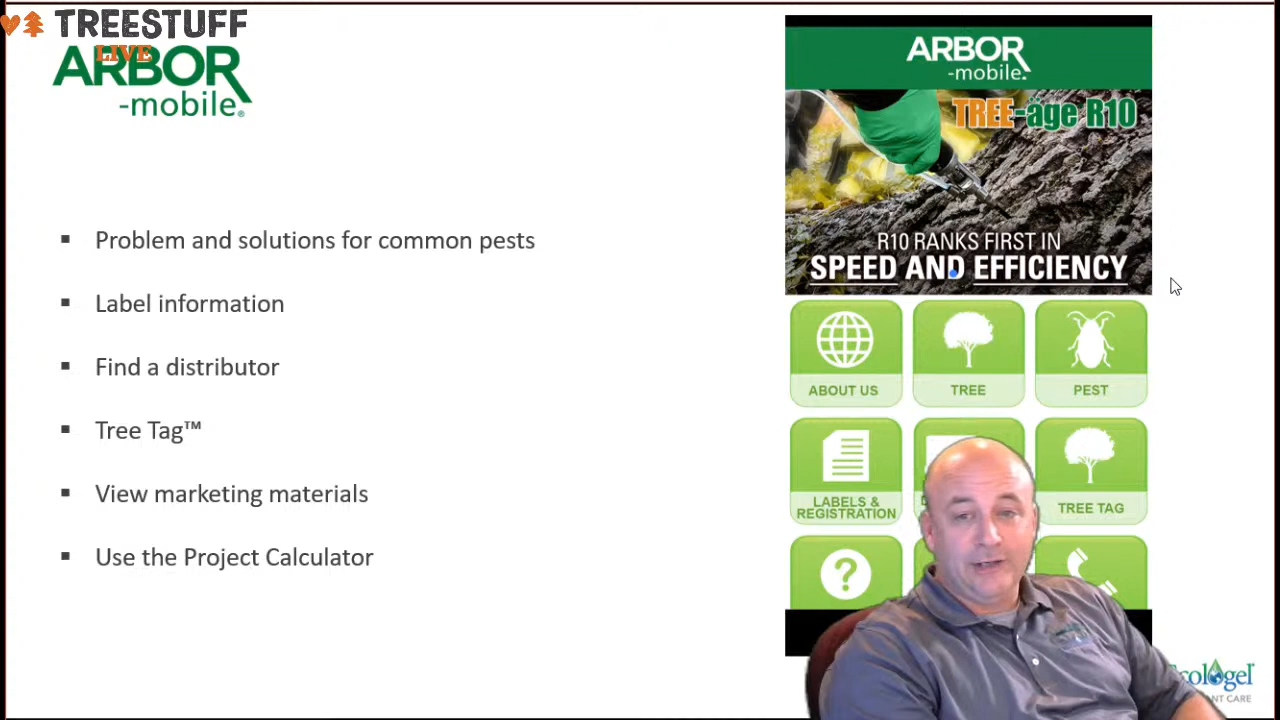 TREESTUFF
LIVE
ARBOR
-mobile®
Problem and solutions for common pests
Label information
Find a distributor
Tree Tag™
View marketing materials
Use the Project Calculator
ARBOR
-mobile.
TREE-äge R10
R10 RANKS FIRST IN
SPEED AND EFFICIENCY
ABOUT US
TREE
PEST
LABELS &
REGISTRATION
TREE TAG